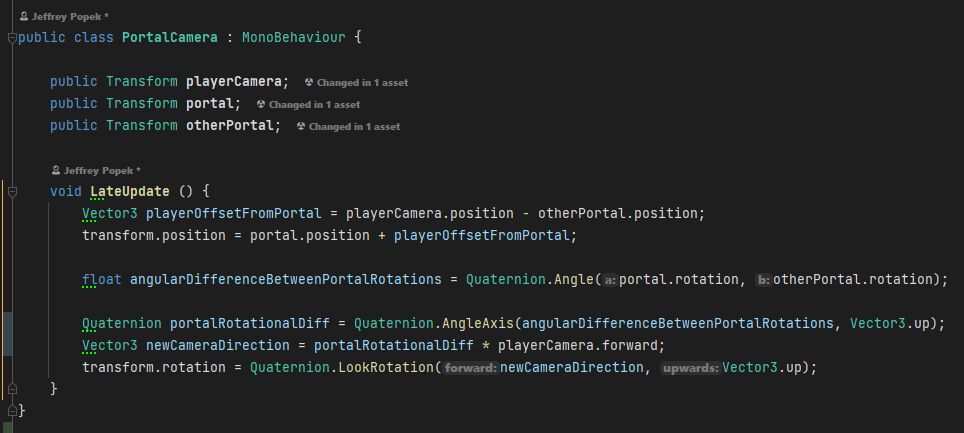 Jeffrey Popek *
public class PortalCamera : MonoBehaviour {
public Transform playerCamera; Changed in 1 asset
public Transform portal; Changed in 1 asset
public Transform otherPortal; Changed in 1 asset
Jeffrey Popek *
void LateUpdate () {
Vector3 playerOffsetFromPortal = playerCamera.position - otherPortal.position;
transform.position = portal.position + playerOffsetFromPortal;
float angularDifferenceBetweenPortalRotations = Quaternion.Angle(a: portal.rotation, b: otherPortal.rotation);
Quaternion portalRotationalDiff = Quaternion.AngleAxis(angularDifferenceBetweenPortalRotations, Vector3.up);
Vector3 newCameraDirection = portalRotationalDiff * playerCamera.forward;
transform.rotation = Quaternion.LookRotation(forward: newCameraDirection, upwards: Vector3.up);
}
}